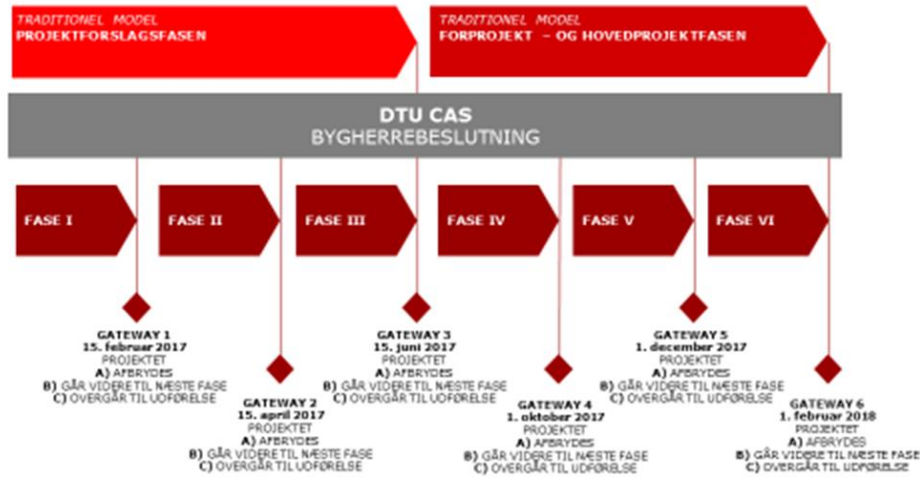 TRADITIONEL MODEL
PROJEKTFORSLAGSFASEN
TRADITIONEL MODEL
FORPROJEKT – OG HOVEDPROJEKTFASEN
DTU CAS
BYGHERREBESLUTNING
FASE I
FASE II
FASE III
FASE IV
FASE V
FASE VI
GATEWAY 1
15. februar 2017
PROJEKTET
A) AFBRYDES
B) GÅR VIDERE TIL NÆSTE FASE
C) OVERGÅR TIL UDFØRELSE
GATEWAY 2
15. april 2017
PROJEKTET
A) AFBRYDES
B) GÅR VIDERE TIL NÆSTE FASE
C) OVERGÅR TIL UDFØRELSE
GATEWAY 3
15. juni 2017
PROJEKTET
A) AFBRYDES
B) GÅR VIDERE TIL NÆSTE FASE
C) OVERGÅR TIL UDFØRELSE
GATEWAY 4
1. oktober 2017
PROJEKTET
A) AFBRYDES
B) GÅR VIDERE TIL NÆSTE FASE
C) OVERGÅR TIL UDFØRELSE
GATEWAY 5
1. december 2017
PROJEKTET
A) AFBRYDES
B) GÅR VIDERE TIL NÆSTE FASE
C) OVERGÅR TIL UDFØRELSE
GATEWAY 6
1. februar 2018
PROJEKTET
A) AFBRYDES
B) GÅR VIDERE TIL NÆSTE FASE
C) OVERGÅR TIL UDFØRELSE